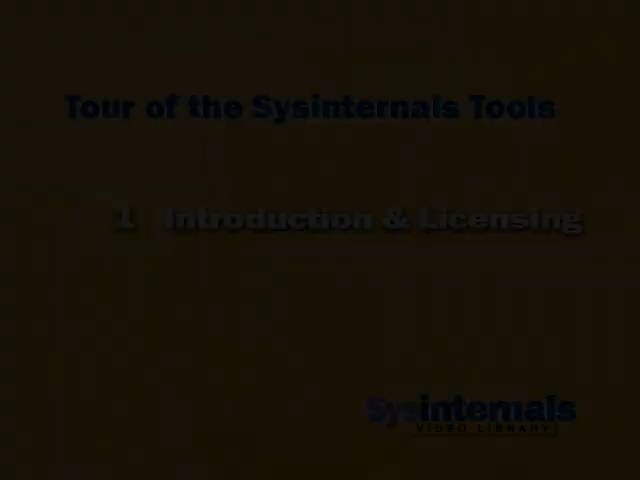 Tour of the Sysinternals Tools
1 Introduction & Licensing
Sysinternals
VIDEO LIBRARY